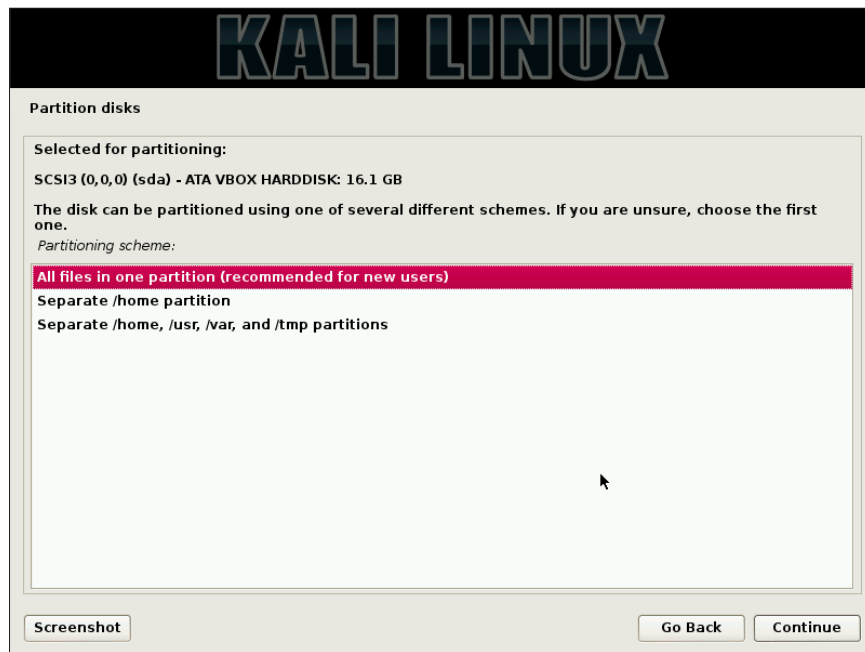 KALI LINUX
Partition disks
Selected for partitioning:
SCSI3 (0,0,0) (sda) - ATA VBOX HARDDISK: 16.1 GB
The disk can be partitioned using one of several different schemes. If you are unsure, choose the first
one.
Partitioning scheme:
All files in one partition (recommended for new users)
Separate /home partition
Separate /home, /usr, /var, and /tmp partitions
Screenshot
Go Back
Continue